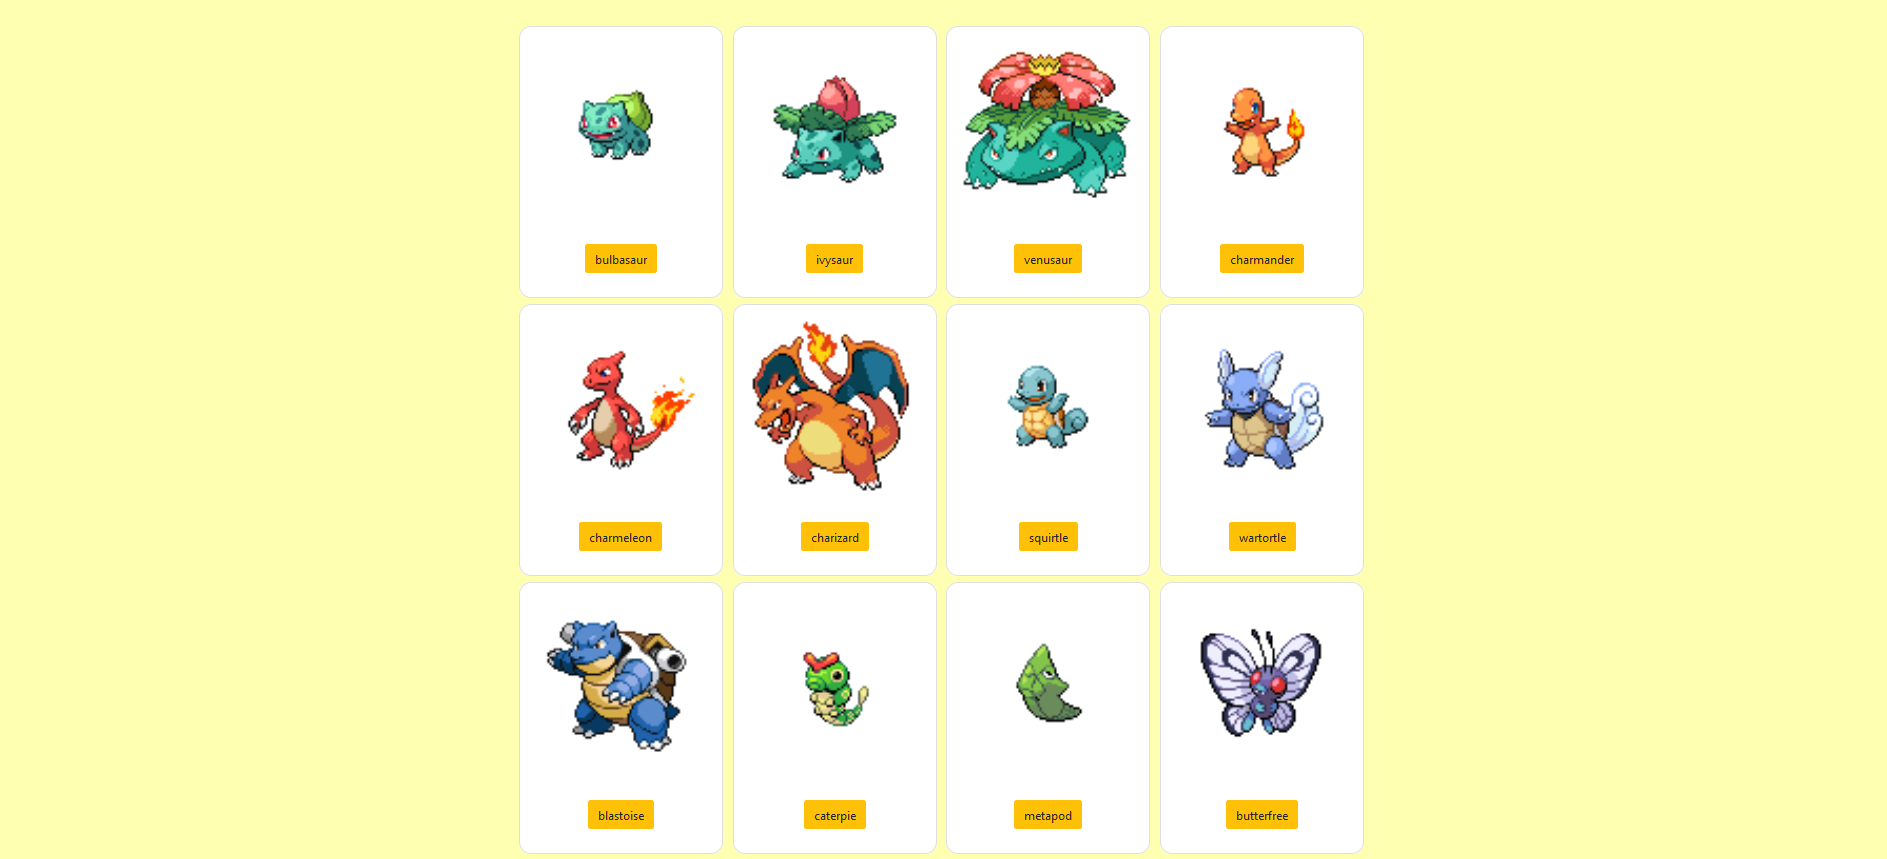 bulbasaur
ivysaur
venusaur
charmander
charmeleon
charizard
squirtle
wartortle
blastoise
caterpie
metapod
butterfree